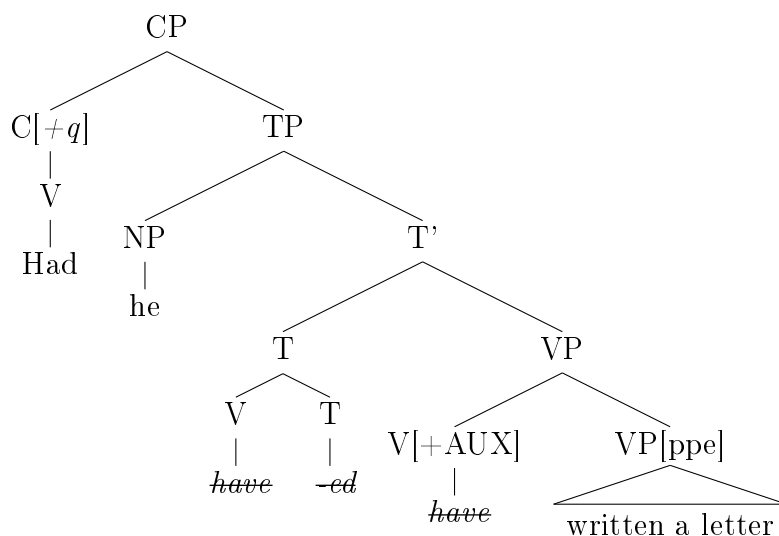 CP
C[+q] TP
V
NP T'
Had
he
T VP
V T
V[+AUX] VP[ppe]
have -ed
have
written a letter